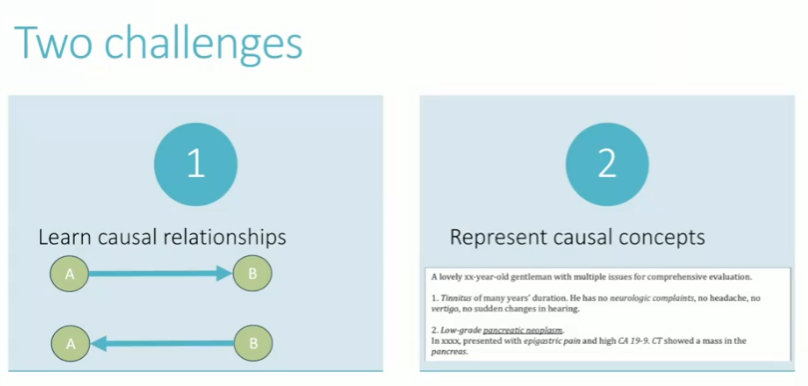 Two challenges
1
Learn causal relationships
A B
A B
2
Represent causal concepts
A lovely xx-year-old gentleman with multiple issues for comprehensive evaluation.
1. Tinnitus of many years' duration. He has no neurologic complaints, no headache, no
vertigo, no sudden changes in hearing.
2. Low-grade pancreatic neoplasm.
In xxxx, presented with epigastric pain and high CA 19-9. CT showed a mass in the
pancreas.